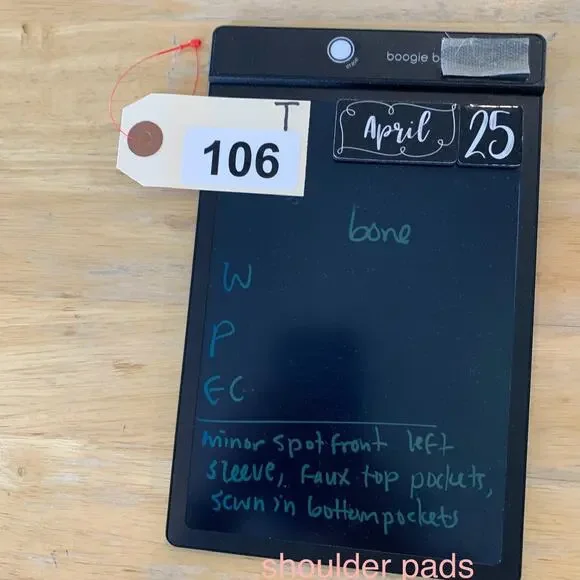 erase
boogie b
T
106
April 25
bone
W
P
EC
minor spot front left
sleeve, faux top pockets,
sewn in bottom pockets
shoulder pads